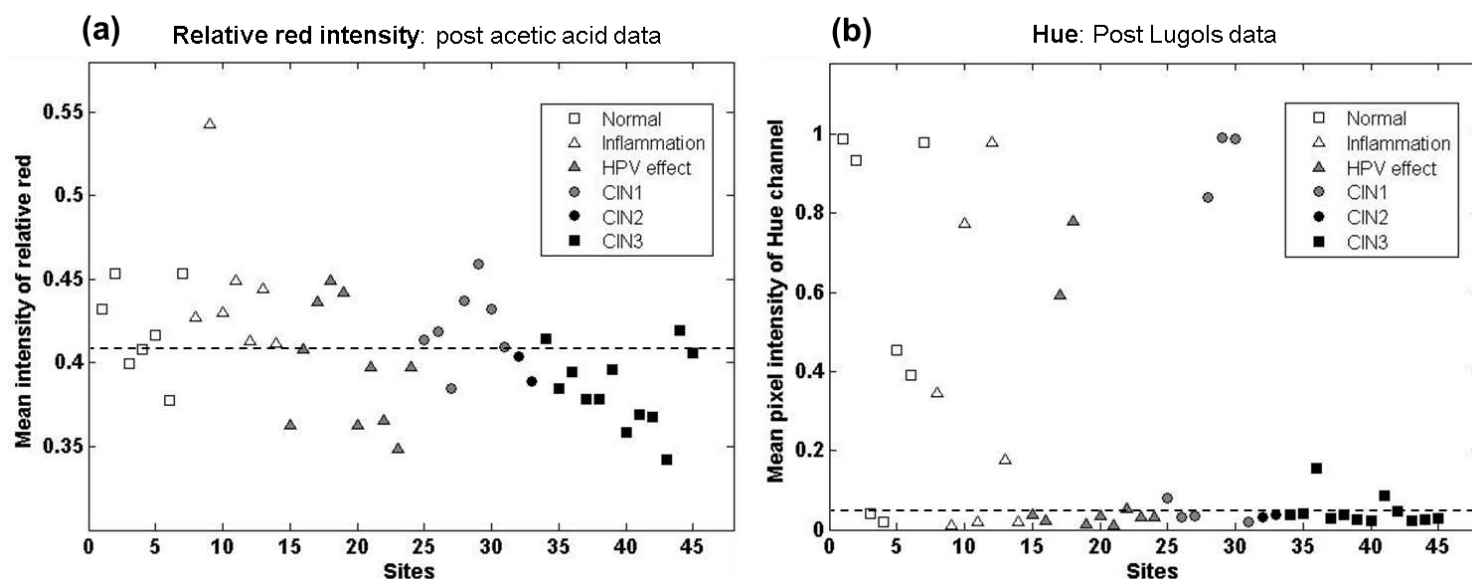 (a) Relative red intensity: post acetic acid data
Mean intensity of relative red
0.55
0.5
0.45
0.4
0.35
0 5 10 15 20 25 30 35 40 45
Sites
Normal
Inflammation
HPV effect
CIN1
CIN2
CIN3
(b) Hue: Post Lugols data
Mean pixel intensity of Hue channel
1
0.8
0.6
0.4
0.2
0
0 5 10 15 20 25 30 35 40 45
Sites
Normal
Inflammation
HPV effect
CIN1
CIN2
CIN3